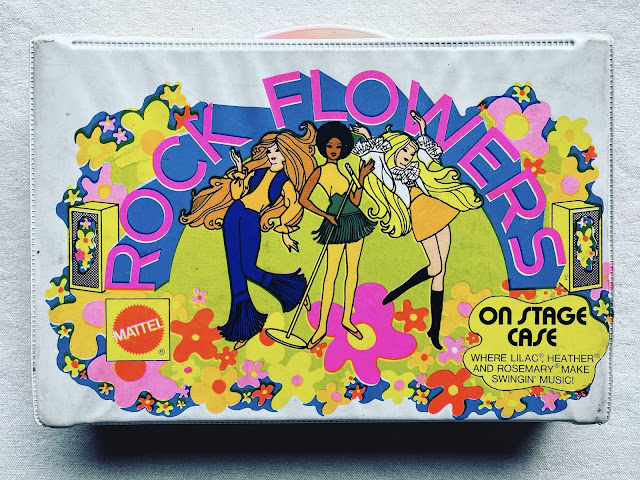 ROCK FLOWERS
MATTEL
®
ON STAGE
CASE
WHERE LILAC®, HEATHER®
AND ROSEMARY® MAKE
SWINGIN' MUSIC!